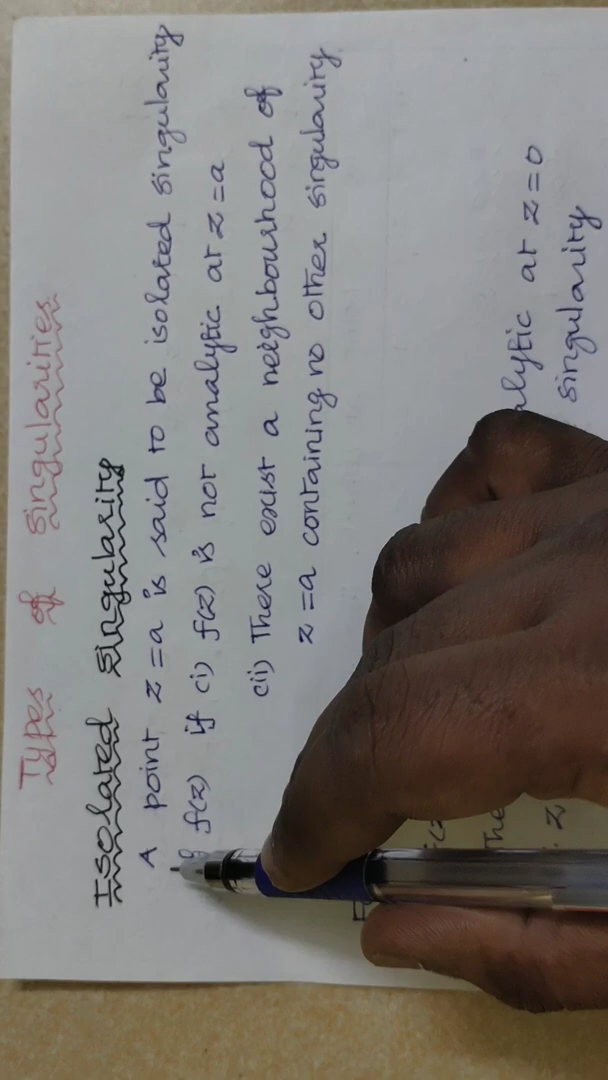 Types of singularities
Isolated singularity
A point z = a is said to be isolated singularity
f(z) if (i) f(z) is not analytic at z = a
(ii) There exist a neighbourhood of
z = a containing no other singularity
alytic at z = 0
z singularity